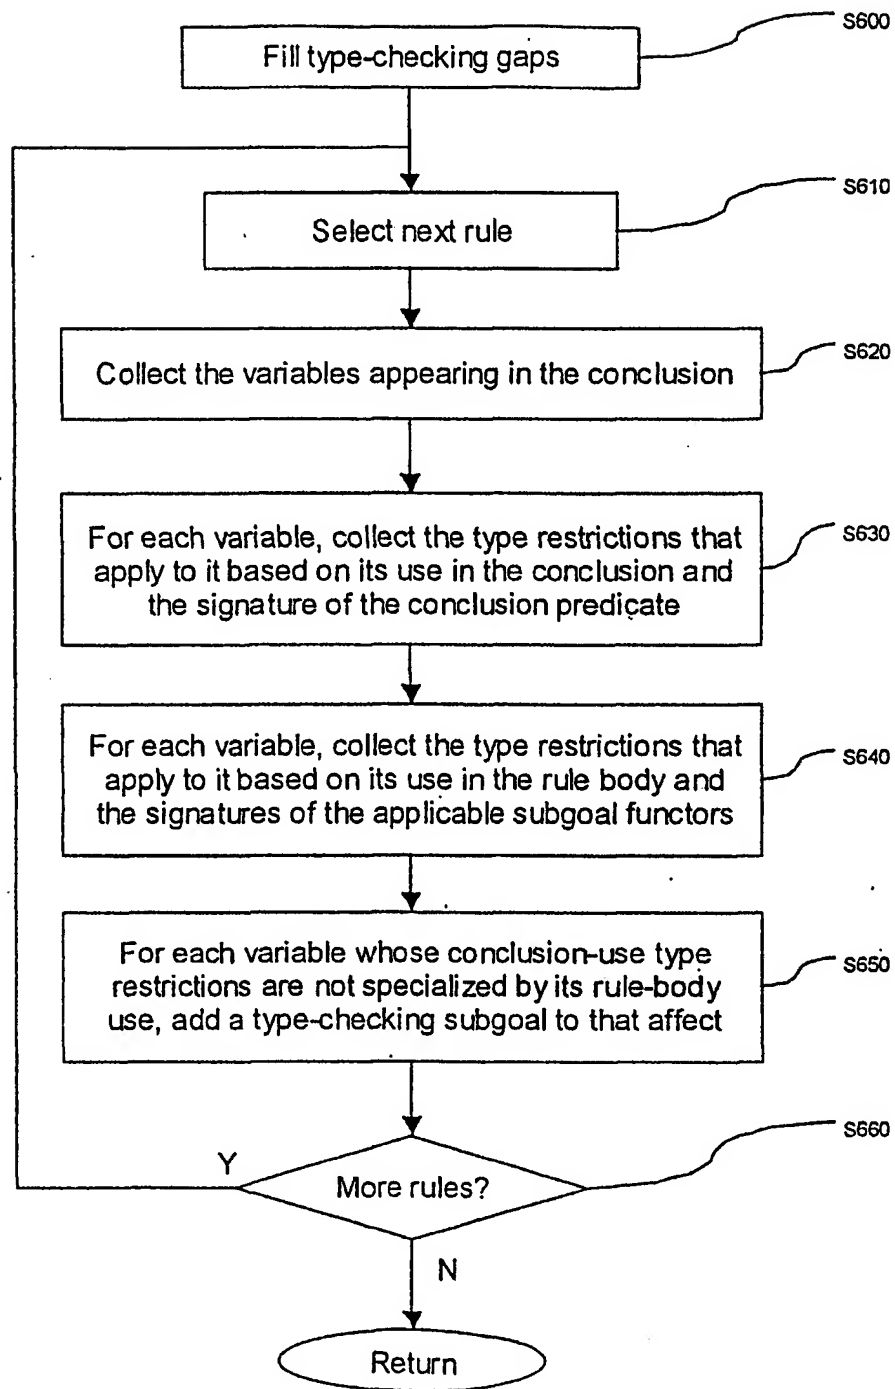 S600
Fill type-checking gaps
S610
Select next rule
S620
Collect the variables appearing in the conclusion
S630
For each variable, collect the type restrictions that
apply to it based on its use in the conclusion and
the signature of the conclusion predicate
S640
For each variable, collect the type restrictions that
apply to it based on its use in the rule body and
the signatures of the applicable subgoal functors
S650
For each variable whose conclusion-use type
restrictions are not specialized by its rule-body
use, add a type-checking subgoal to that affect
S660
Y
More rules?
N
Return